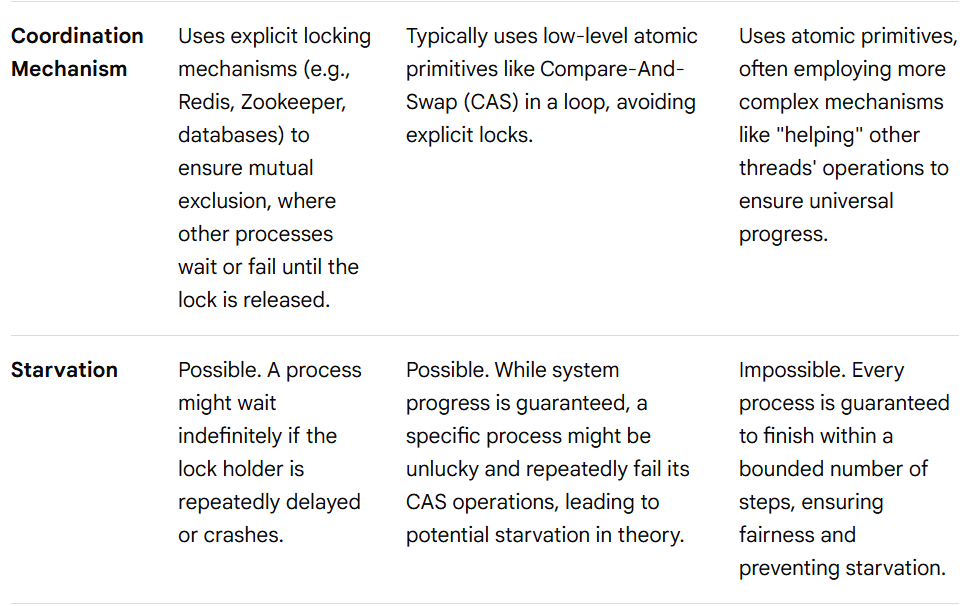 Coordination
Mechanism
Uses explicit locking
mechanisms (e.g.,
Redis, Zookeeper,
databases) to
ensure mutual
exclusion, where
other processes
wait or fail until the
lock is released.
Typically uses low-level atomic
primitives like Compare-And-
Swap (CAS) in a loop, avoiding
explicit locks.
Uses atomic primitives,
often employing more
complex mechanisms
like "helping" other
threads' operations to
ensure universal
progress.
Starvation
Possible. A process
might wait
indefinitely if the
lock holder is
repeatedly delayed
or crashes.
Possible. While system
progress is guaranteed, a
specific process might be
unlucky and repeatedly fail its
CAS operations, leading to
potential starvation in theory.
Impossible. Every
process is guaranteed
to finish within a
bounded number of
steps, ensuring
fairness and
preventing starvation.